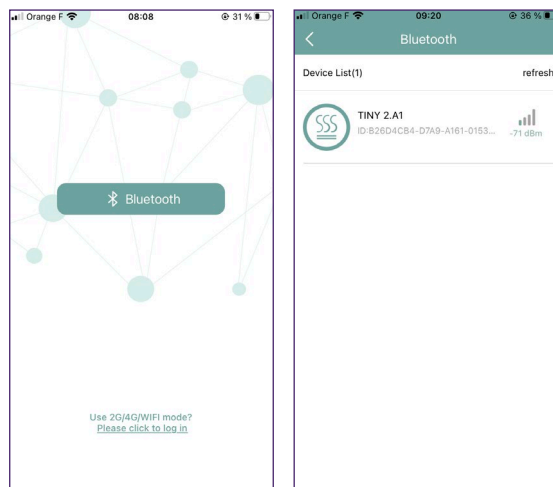 Orange F 08:08 31 %
Bluetooth
Use 2G/4G/WIFI mode?
Please click to log in
Orange F 09:20 36 %
Bluetooth
Device List(1) refresh
SSS
TINY 2.A1
ID:B26D4CB4-D7A9-A161-0153...
-71 dBm